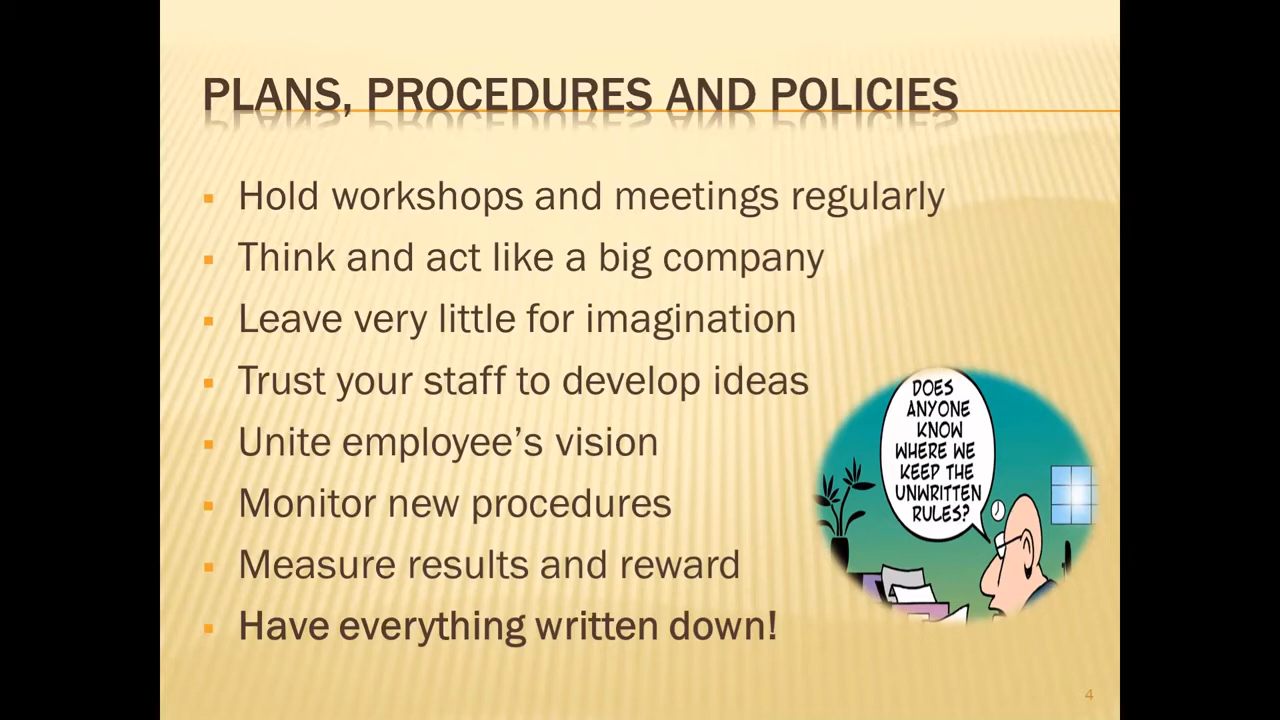 PLANS, PROCEDURES AND POLICIES
Hold workshops and meetings regularly
Think and act like a big company
Leave very little for imagination
Trust your staff to develop ideas
Unite employee’s vision
Monitor new procedures
Measure results and reward
Have everything written down!
DOES
ANYONE
KNOW
WHERE WE
KEEP THE
UNWRITTEN
RULES?
4